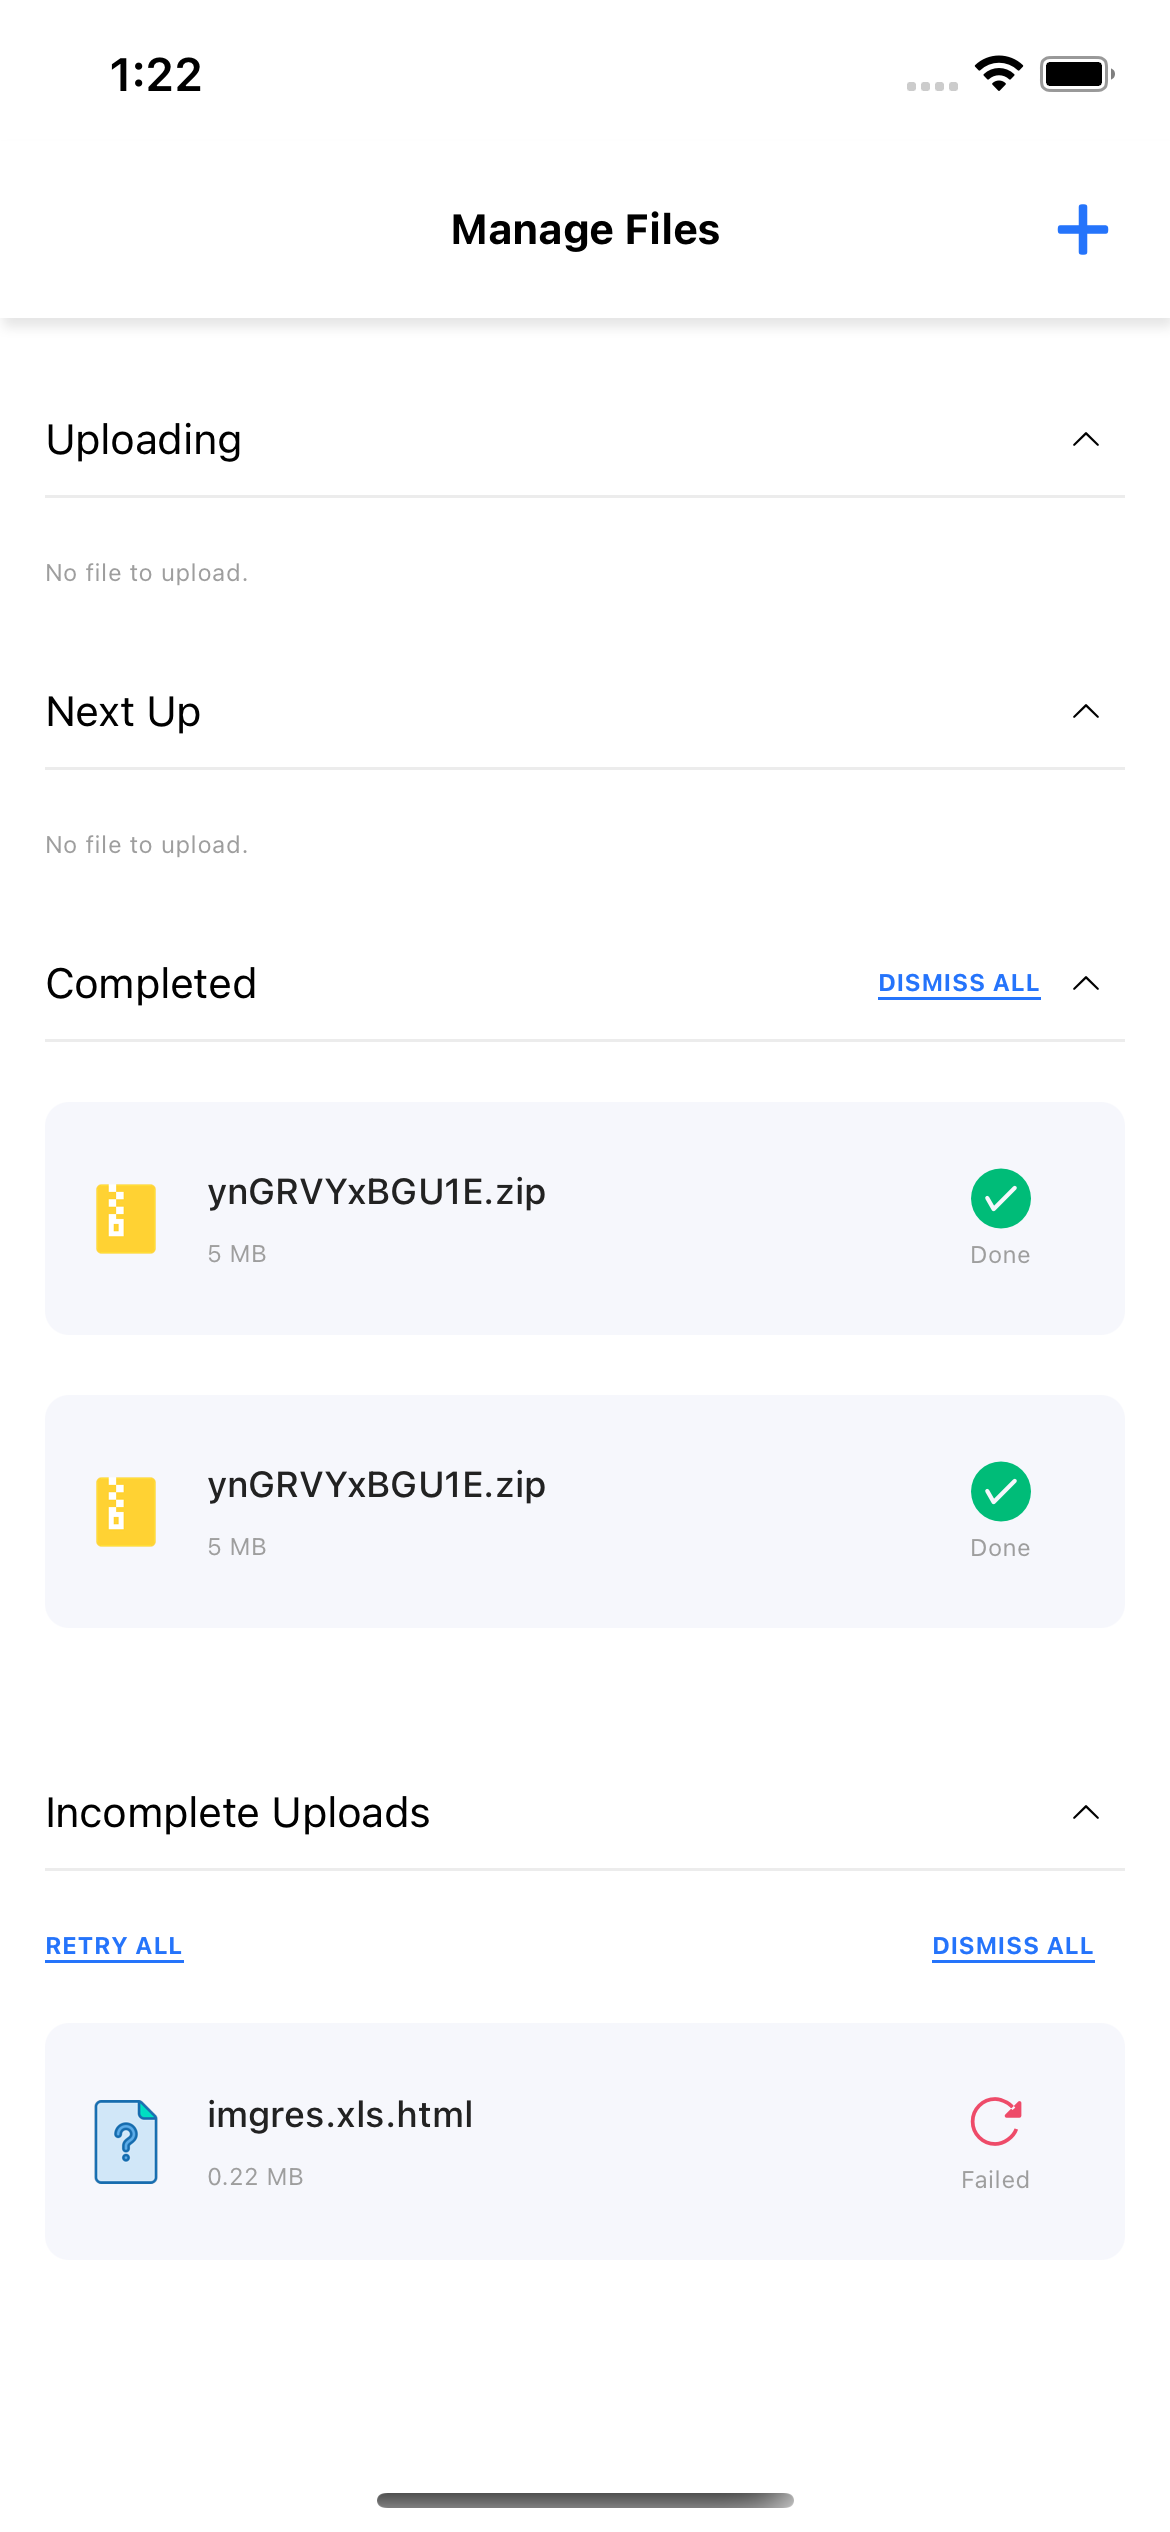 1:22
Manage Files
Uploading
No file to upload.
Next Up
No file to upload.
Completed
DISMISS ALL
ynGRVYxBGU1E.zip
5 MB
Done
ynGRVYxBGU1E.zip
5 MB
Done
Incomplete Uploads
RETRY ALL
DISMISS ALL
imgres.xls.html
0.22 MB
Failed